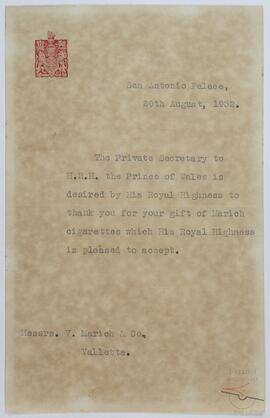 San Antonio Palace,
20th August, 1932.
The Private Secretary to
H.R.H. the Prince of Wales is
desired by His Royal Highness to
thank you for your gift of Marich
cigarettes which His Royal Highness
is pleased to accept.
Messrs. V. Marich & Co.,
Valletta.